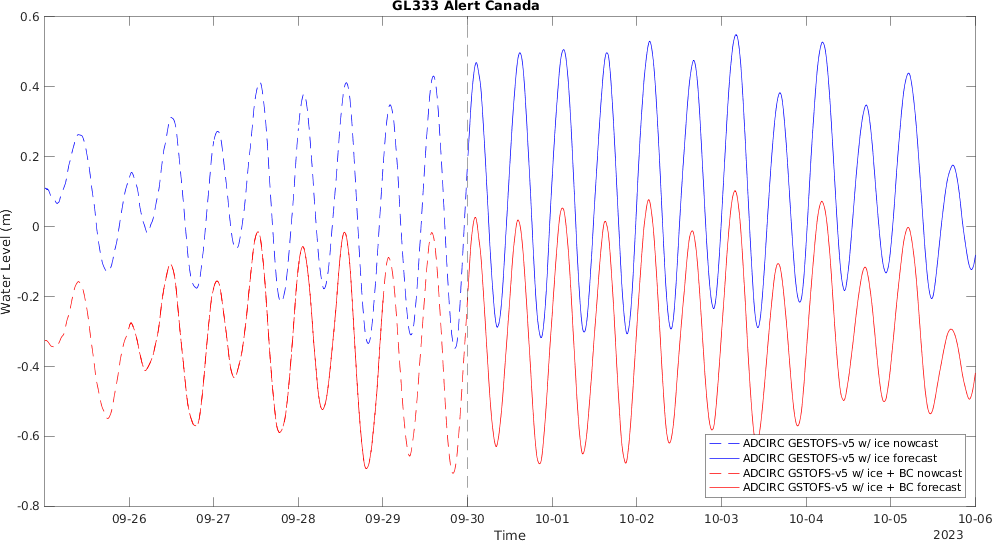 GL333 Alert Canada
0.6
0.4
0.2
0
-0.2
-0.4
-0.6
-0.8
Water Level (m)
ADCIRC GESTOFS-v5 w/ ice nowcast
ADCIRC GESTOFS-v5 w/ ice forecast
ADCIRC GSTOFS-v5 w/ ice + BC nowcast
ADCIRC GSTOFS-v5 w/ ice + BC forecast
09-26 09-27 09-28 09-29 09-30 10-01 10-02 10-03 10-04 10-05 10-06
Time
2023